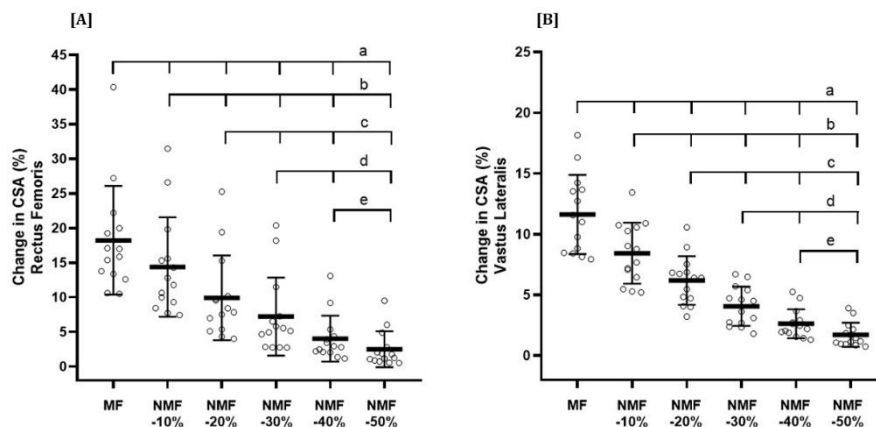 [A]
Change in CSA (%)
Rectus Femoris
45
40
35
30
25
20
15
10
5
0
a
b
c
d
e
MF
NMF
-10%
NMF
-20%
NMF
-30%
NMF
-40%
NMF
-50%
[B]
Change in CSA (%)
Vastus Lateralis
25
20
15
10
5
0
a
b
c
d
e
MF
NMF
-10%
NMF
-20%
NMF
-30%
NMF
-40%
NMF
-50%